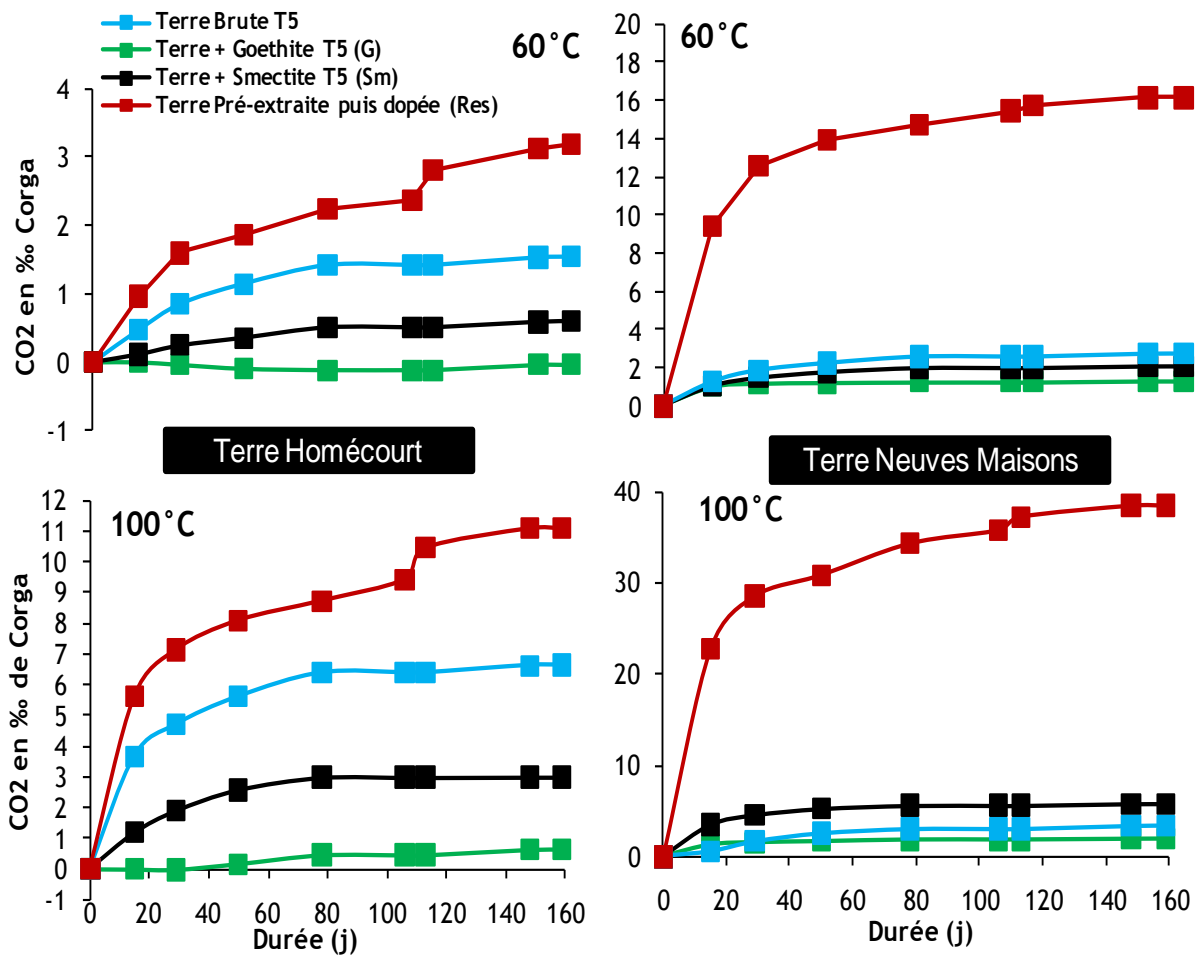 Terre Brute T5
Terre + Goethite T5 (G)
Terre + Smectite T5 (Sm)
Terre Pré-extraite puis dopée (Res)
60°C
CO2 en ‰ Corga
4
3
2
1
0
-1
60°C
20
18
16
14
12
10
8
6
4
2
0
Terre Homécourt
Terre Neuves Maisons
100°C
CO2 en ‰ de Corga
12
11
10
9
8
7
6
5
4
3
2
1
0
-1
0 20 40 60 80 100 120 140 160
Durée (j)
100°C
40
30
20
10
0
0 20 40 60 80 100 120 140 160
Durée (j)